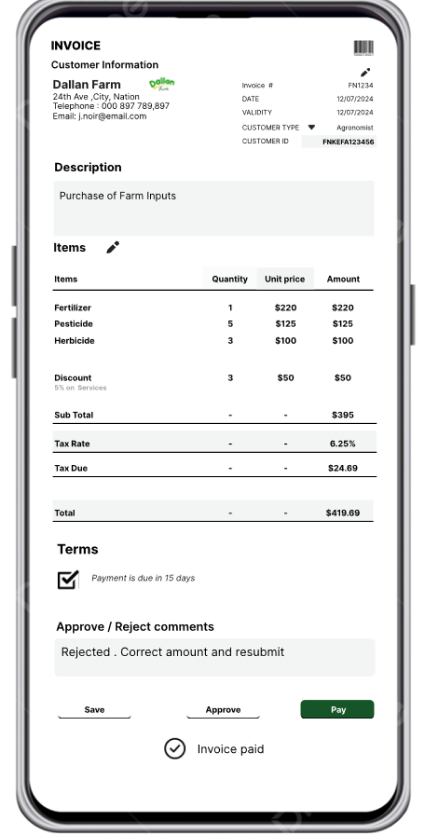 INVOICE
Customer Information
Dallan Farm
Dallan
Farm
24th Ave ,City, Nation
Telephone : 000 897 789,897
Email: j.noir@email.com
Invoice # FN1234
DATE 12/07/2024
VALIDITY 12/07/2024
CUSTOMER TYPE Agronomist
CUSTOMER ID FNKEFA123456
Description
Purchase of Farm Inputs
Items
Items Quantity Unit price Amount
Fertilizer 1 $220 $220
Pesticide 5 $125 $125
Herbicide 3 $100 $100
Discount 3 $50 $50
5% on Services
Sub Total - - $395
Tax Rate - - 6.25%
Tax Due - - $24.69
Total - - $419.69
Terms
Payment is due in 15 days
Approve / Reject comments
Rejected . Correct amount and resubmit
Save Approve Pay
Invoice paid